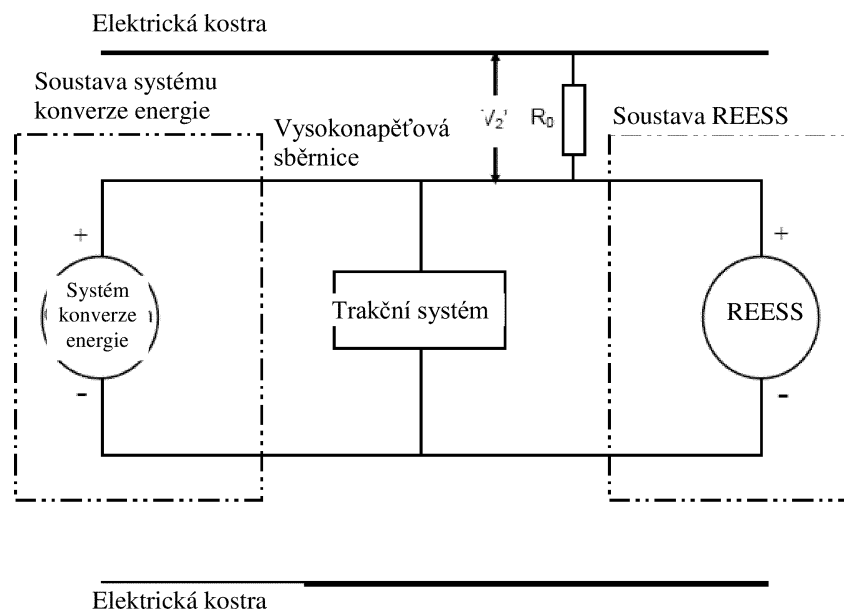 Elektrická kostra
Soustava systému
konverze energie
Vysokonapěťová
sběrnice
V₂'
R₀
Soustava REESS
+
+
Systém
konverze
energie
Trakční systém
REESS
-
-
Elektrická kostra